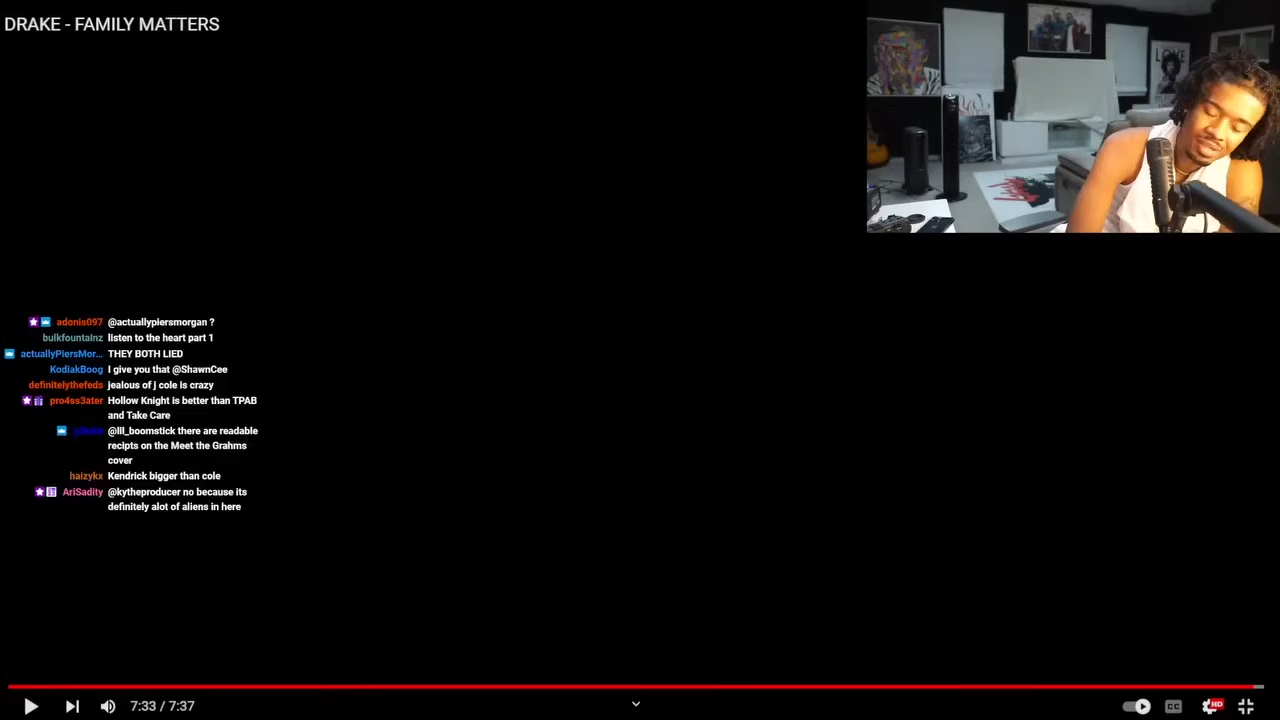 DRAKE - FAMILY MATTERS
LOVE
adonis097 @actuallypiersmorgan ?
bulkfountainz listen to the heart part 1
actuallyPiersMor... THEY BOTH LIED
KodiakBoog I give you that @ShawnCee
definitelythefeds jealous of j cole is crazy
pro4ss3ater Hollow Knight is better than TPAB
and Take Care
@lil_boomstick there are readable
recipts on the Meet the Grahms
cover
haizykx Kendrick bigger than cole
AriSadity @kytheproducer no because its
definitely alot of aliens in here
7:33 / 7:37
CC
HD